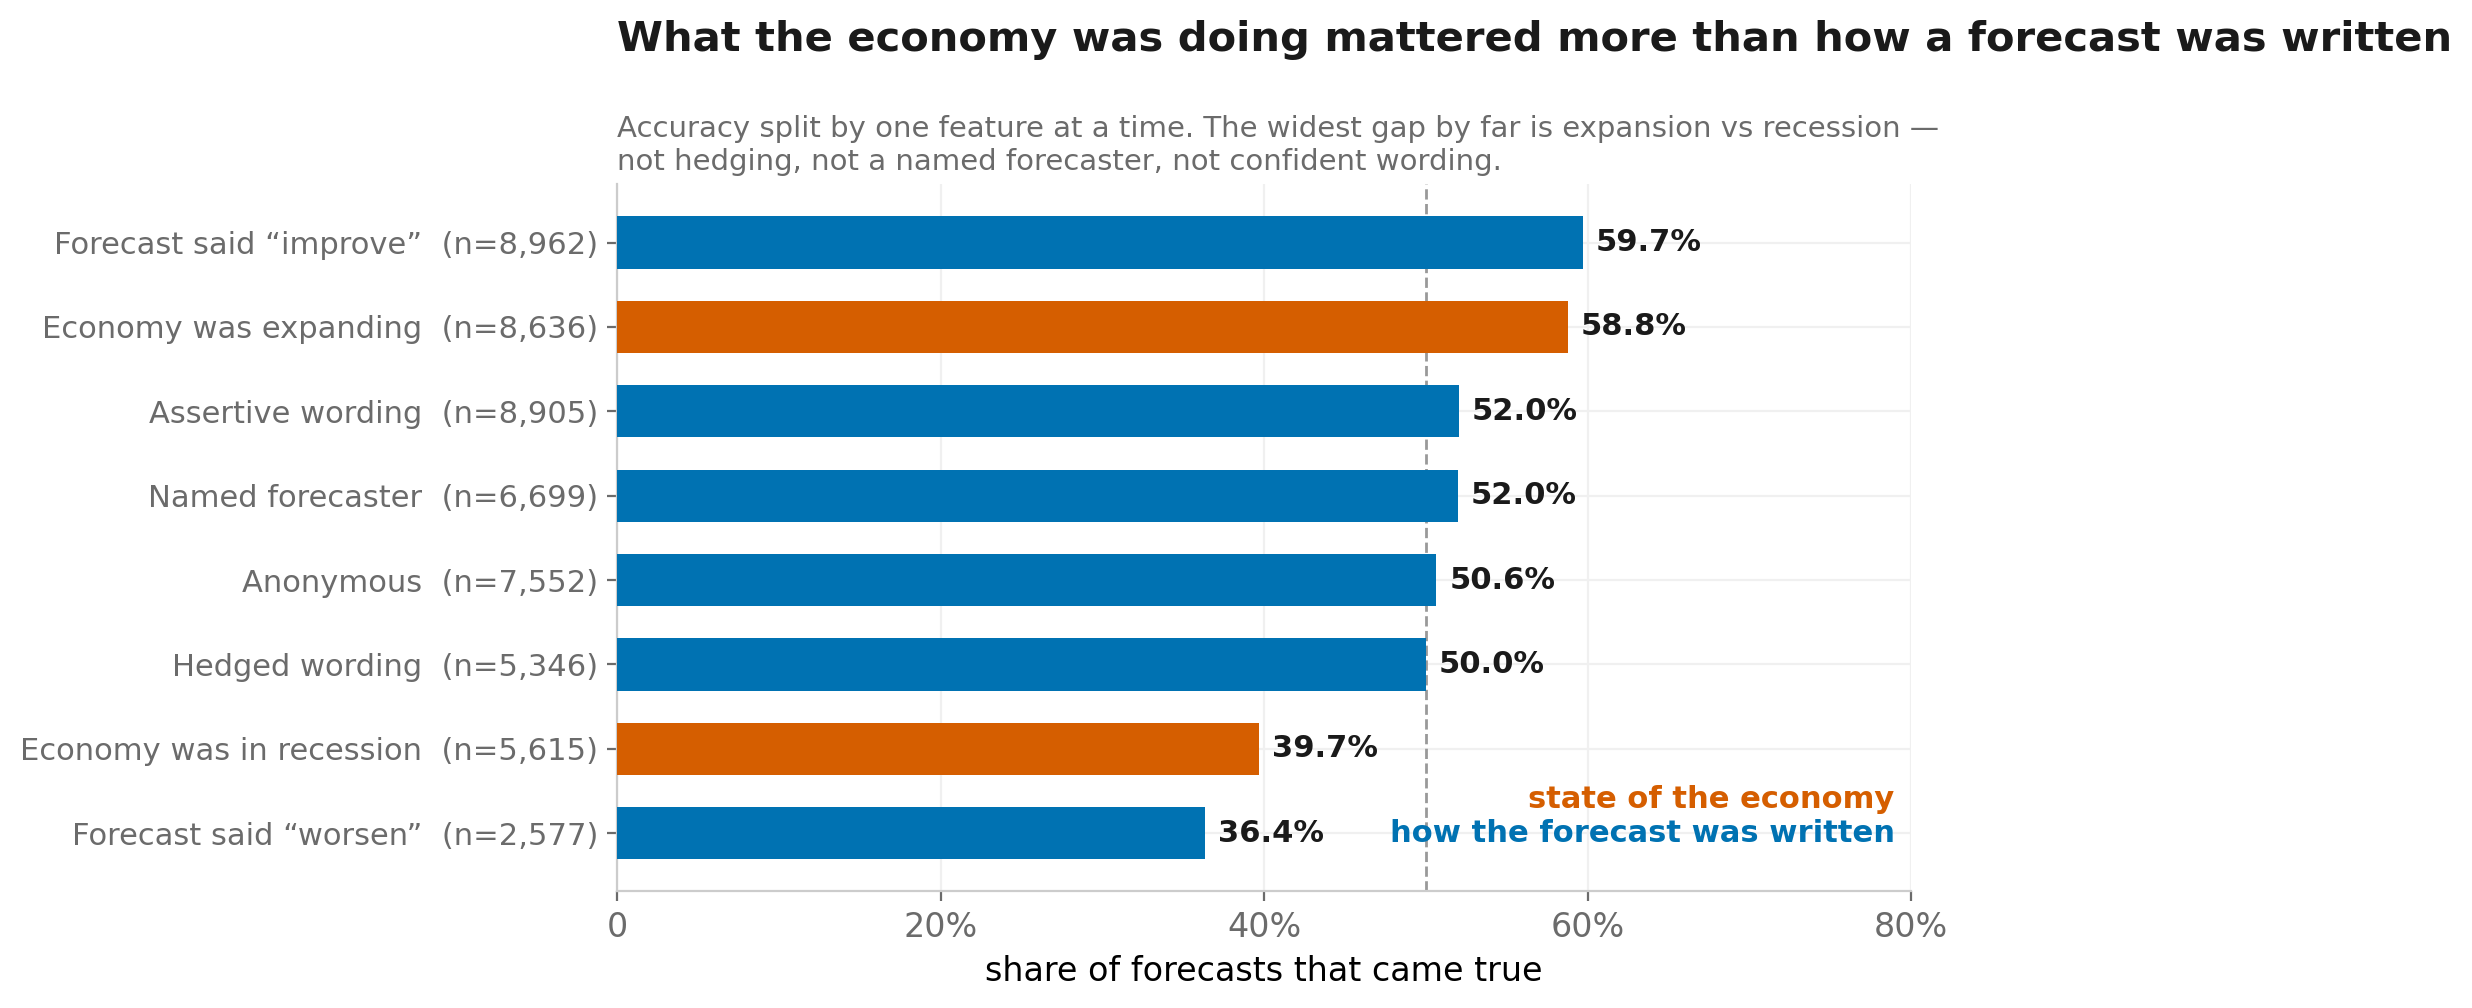 What the economy was doing mattered more than how a forecast was written
Accuracy split by one feature at a time. The widest gap by far is expansion vs recession —
not hedging, not a named forecaster, not confident wording.
Forecast said “improve” (n=8,962)
59.7%
Economy was expanding (n=8,636)
58.8%
Assertive wording (n=8,905)
52.0%
Named forecaster (n=6,699)
52.0%
Anonymous (n=7,552)
50.6%
Hedged wording (n=5,346)
50.0%
Economy was in recession (n=5,615)
39.7%
state of the economy
Forecast said “worsen” (n=2,577)
36.4%
how the forecast was written
0 20% 40% 60% 80%
share of forecasts that came true